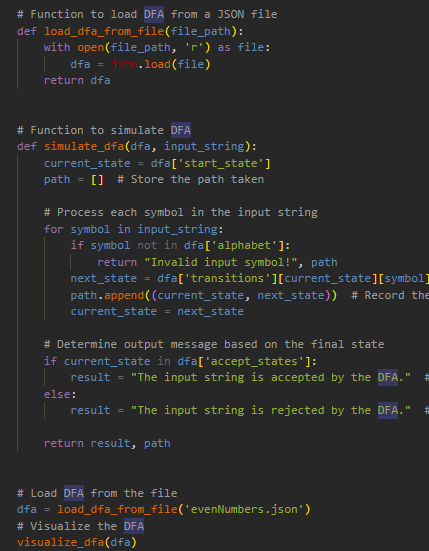 # Function to load DFA from a JSON file
def load_dfa_from_file(file_path):
    with open(file_path, 'r') as file:
        dfa = json.load(file)
    return dfa

# Function to simulate DFA
def simulate_dfa(dfa, input_string):
    current_state = dfa['start_state']
    path = []  # Store the path taken

    # Process each symbol in the input string
    for symbol in input_string:
        if symbol not in dfa['alphabet']:
            return "Invalid input symbol!", path
        next_state = dfa['transitions'][current_state][symbol]
        path.append((current_state, next_state))  # Record the
        current_state = next_state

    # Determine output message based on the final state
    if current_state in dfa['accept_states']:
        result = "The input string is accepted by the DFA."  #
    else:
        result = "The input string is rejected by the DFA."  #

    return result, path

# Load DFA from the file
dfa = load_dfa_from_file('evenNumbers.json')
# Visualize the DFA
visualize_dfa(dfa)